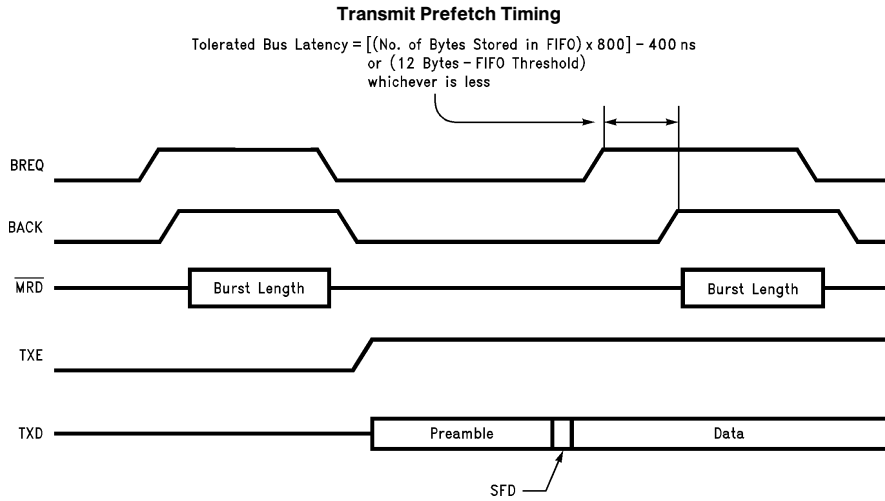 Transmit Prefetch Timing
Tolerated Bus Latency = [(No. of Bytes Stored in FIFO) x 800] - 400 ns
or (12 Bytes - FIFO Threshold)
whichever is less
BREQ
BACK
MRD
Burst Length
Burst Length
TXE
TXD
Preamble
Data
SFD